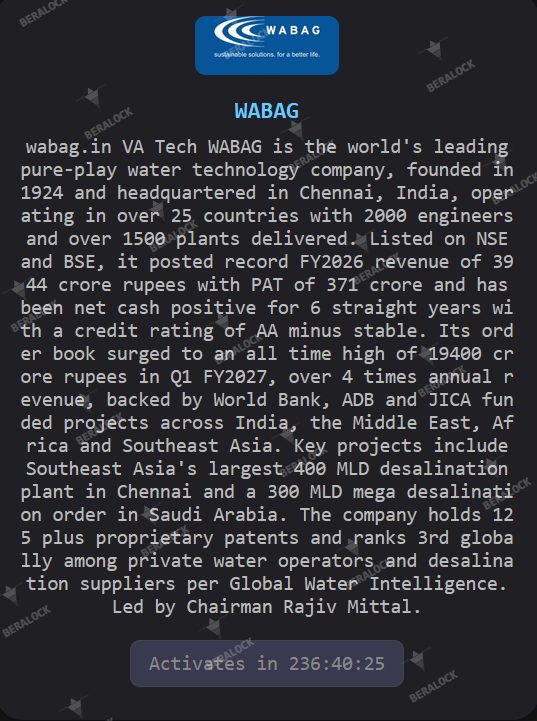 WABAG
sustainable solutions. for a better life.
WABAG
wabag.in VA Tech WABAG is the world's leading
pure-play water technology company, founded in
1924 and headquartered in Chennai, India, oper
ating in over 25 countries with 2000 engineers
and over 1500 plants delivered. Listed on NSE
and BSE, it posted record FY2026 revenue of 39
44 crore rupees with PAT of 371 crore and has
been net cash positive for 6 straight years wi
th a credit rating of AA minus stable. Its ord
er book surged to an all time high of 19400 cr
ore rupees in Q1 FY2027, over 4 times annual r
evenue, backed by World Bank, ADB and JICA fun
ded projects across India, the Middle East, Af
rica and Southeast Asia. Key projects include
Southeast Asia's largest 400 MLD desalination
plant in Chennai and a 300 MLD mega desalinati
on order in Saudi Arabia. The company holds 12
5 plus proprietary patents and ranks 3rd globa
lly among private water operators and desalina
tion suppliers per Global Water Intelligence.
Led by Chairman Rajiv Mittal.
Activates in 236:40:25
BERALOCK